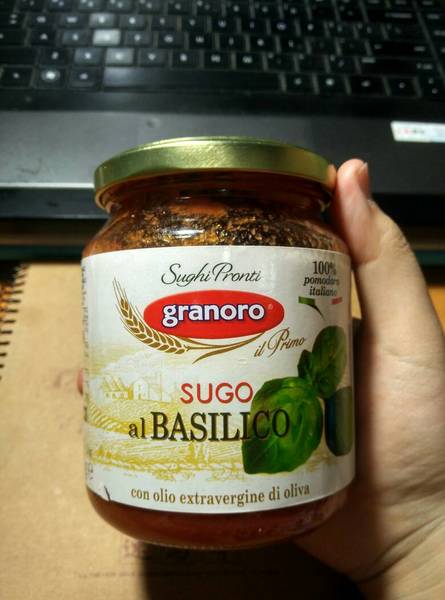 Sughi Pronti
100%
pomodoro
italiano
granoro
il Primo
SUGO
al BASILICO
con olio extravergine di oliva